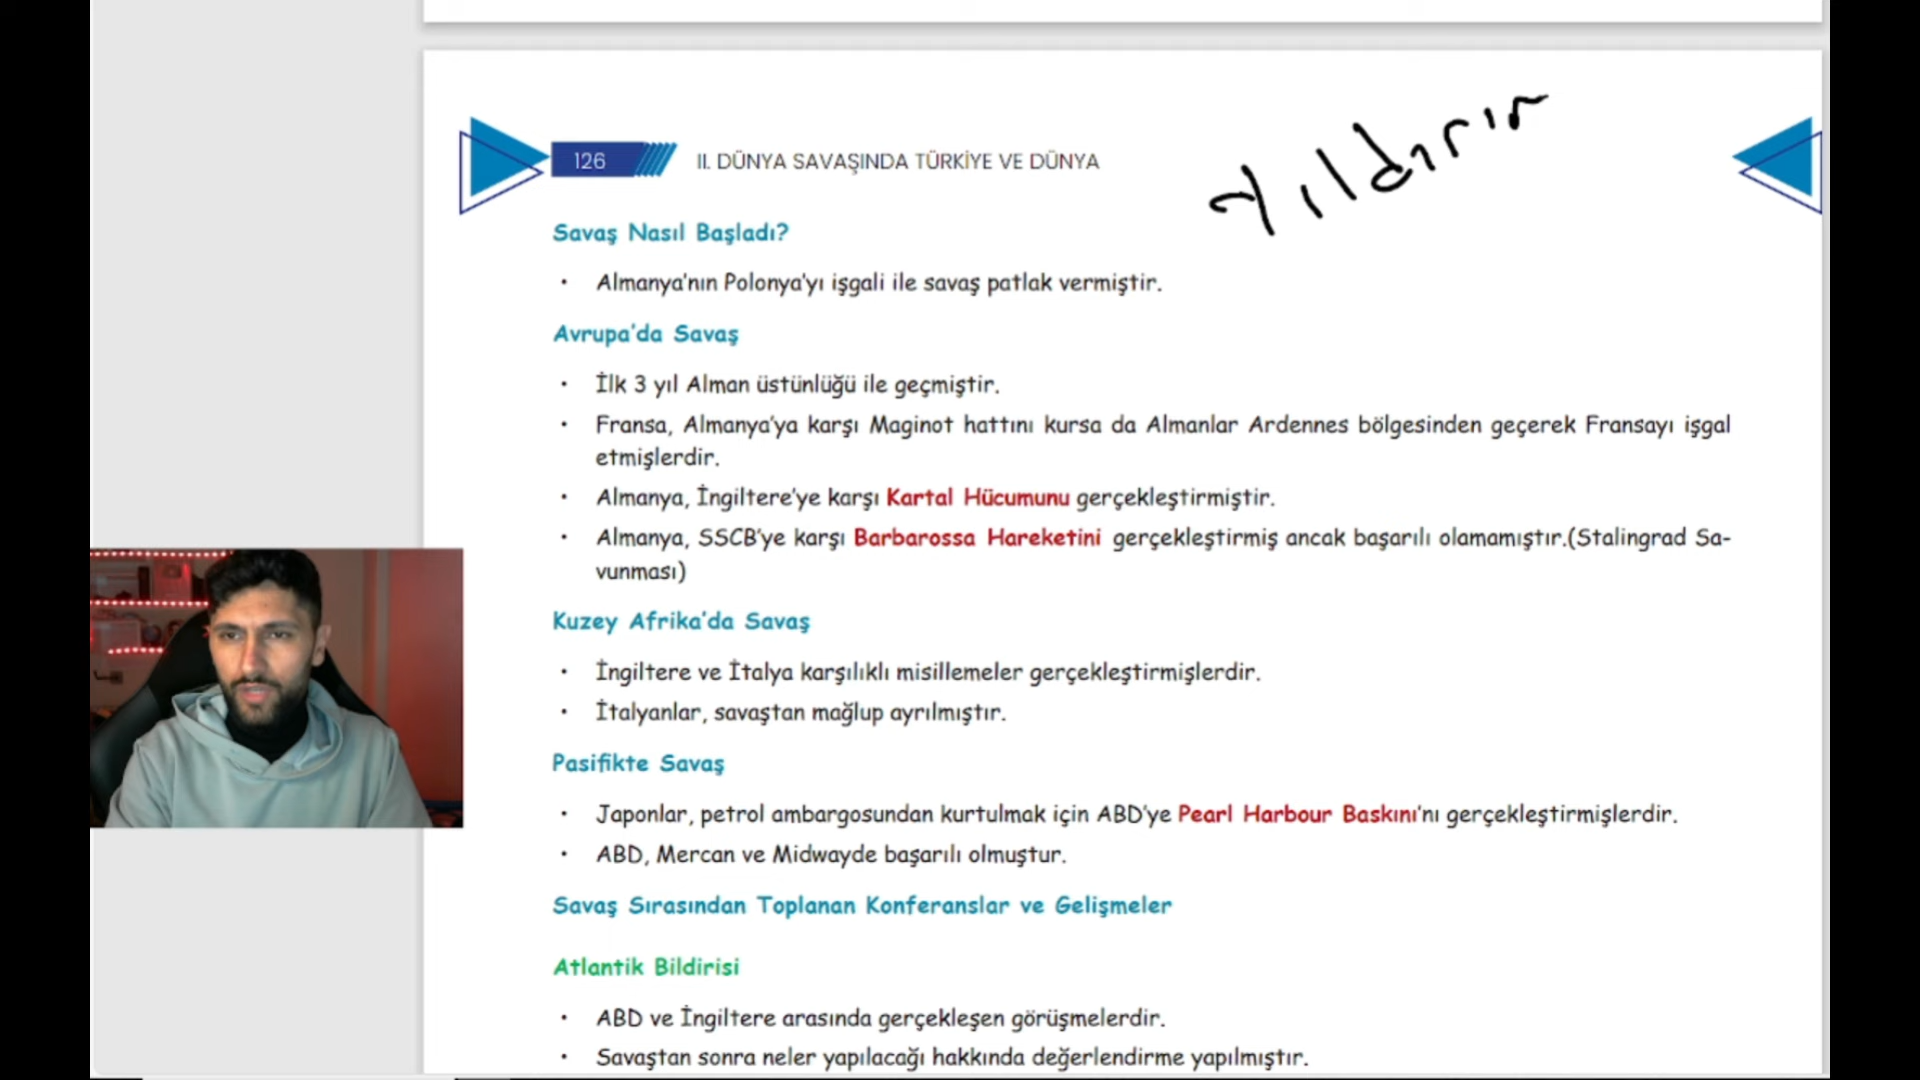 126 II. DÜNYA SAVAŞINDA TÜRKİYE VE DÜNYA
Yıldırım
Savaş Nasıl Başladı?
• Almanya'nın Polonya'yı işgali ile savaş patlak vermiştir.
Avrupa'da Savaş
• İlk 3 yıl Alman üstünlüğü ile geçmiştir.
• Fransa, Almanya'ya karşı Maginot hattını kursa da Almanlar Ardennes bölgesinden geçerek Fransayı işgal
etmişlerdir.
• Almanya, İngiltere'ye karşı Kartal Hücumunu gerçekleştirmiştir.
• Almanya, SSCB'ye karşı Barbarossa Hareketini gerçekleştirmiş ancak başarılı olamamıştır.(Stalingrad Sa-
vunması)
Kuzey Afrika'da Savaş
• İngiltere ve İtalya karşılıklı misillemeler gerçekleştirmişlerdir.
• İtalyanlar, savaştan mağlup ayrılmıştır.
Pasifikte Savaş
• Japonlar, petrol ambargosundan kurtulmak için ABD'ye Pearl Harbour Baskını'nı gerçekleştirmişlerdir.
• ABD, Mercan ve Midwayde başarılı olmuştur.
Savaş Sırasından Toplanan Konferanslar ve Gelişmeler
Atlantik Bildirisi
• ABD ve İngiltere arasında gerçekleşen görüşmelerdir.
• Savaştan sonra neler yapılacağı hakkında değerlendirme yapılmıştır.